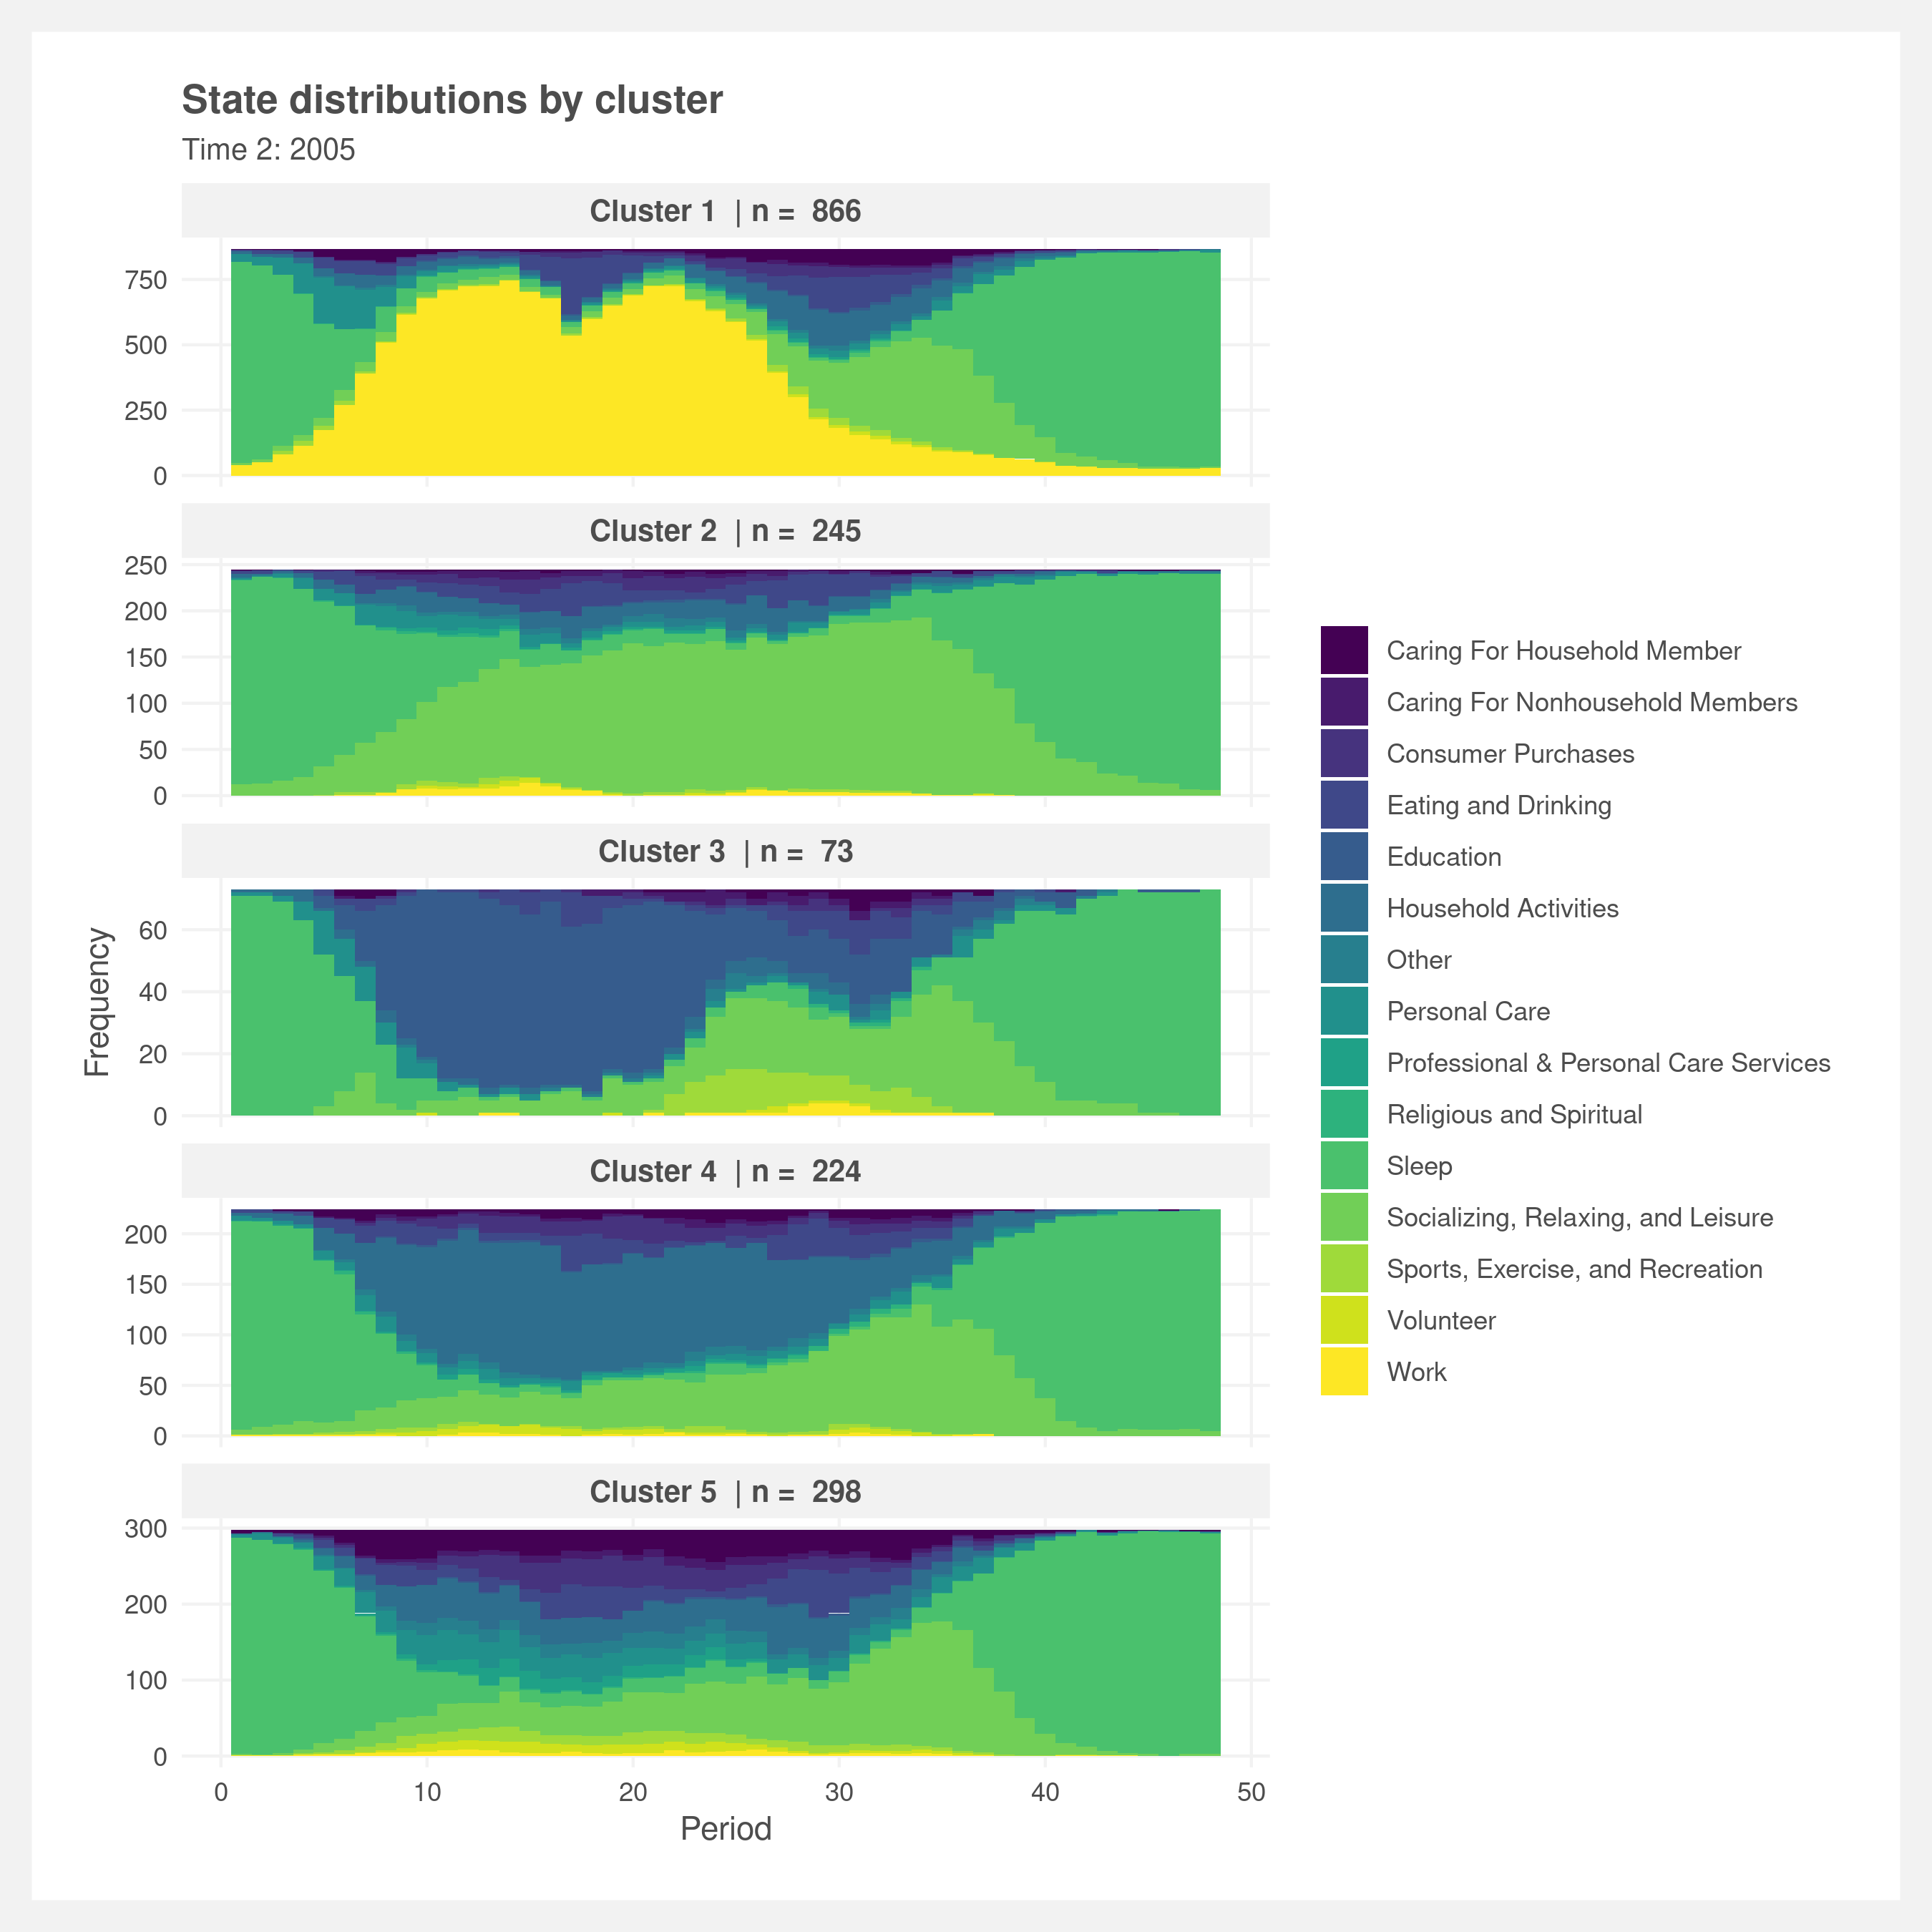 State distributions by cluster
Time 2: 2005
Cluster 1 | n = 866
750
500
250
0
Cluster 2 | n = 245
250
200
150
100
50
0
Cluster 3 | n = 73
60
40
20
0
Cluster 4 | n = 224
200
150
100
50
0
Cluster 5 | n = 298
300
200
100
0
0 10 20 30 40 50
Period
Frequency
Caring For Household Member
Caring For Nonhousehold Members
Consumer Purchases
Eating and Drinking
Education
Household Activities
Other
Personal Care
Professional & Personal Care Services
Religious and Spiritual
Sleep
Socializing, Relaxing, and Leisure
Sports, Exercise, and Recreation
Volunteer
Work